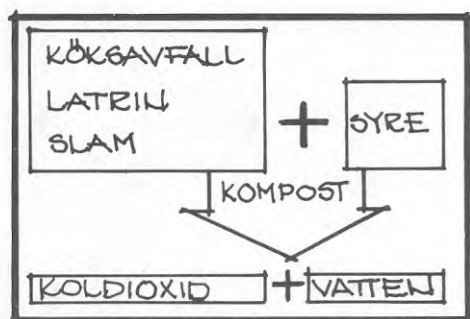 KÖKSAVFALL
LATRIN
SLAM
+
SYRE
KOMPOST
KOLDIOXID + VATTEN